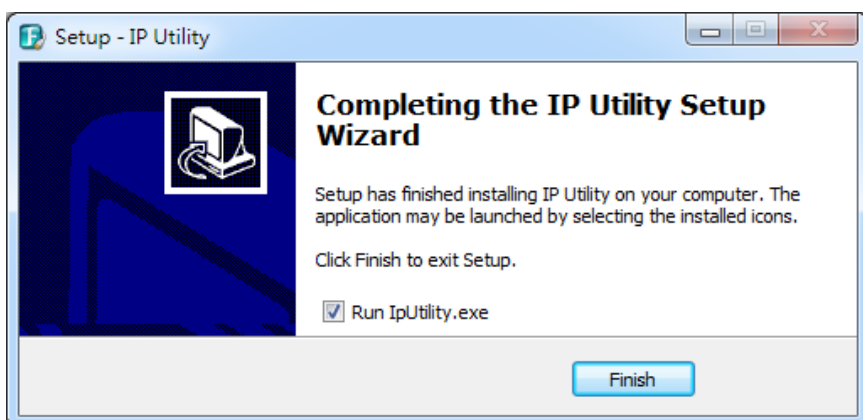 Setup - IP Utility
Completing the IP Utility Setup
Wizard
Setup has finished installing IP Utility on your computer. The
application may be launched by selecting the installed icons.
Click Finish to exit Setup.
Run IpUtility.exe
Finish